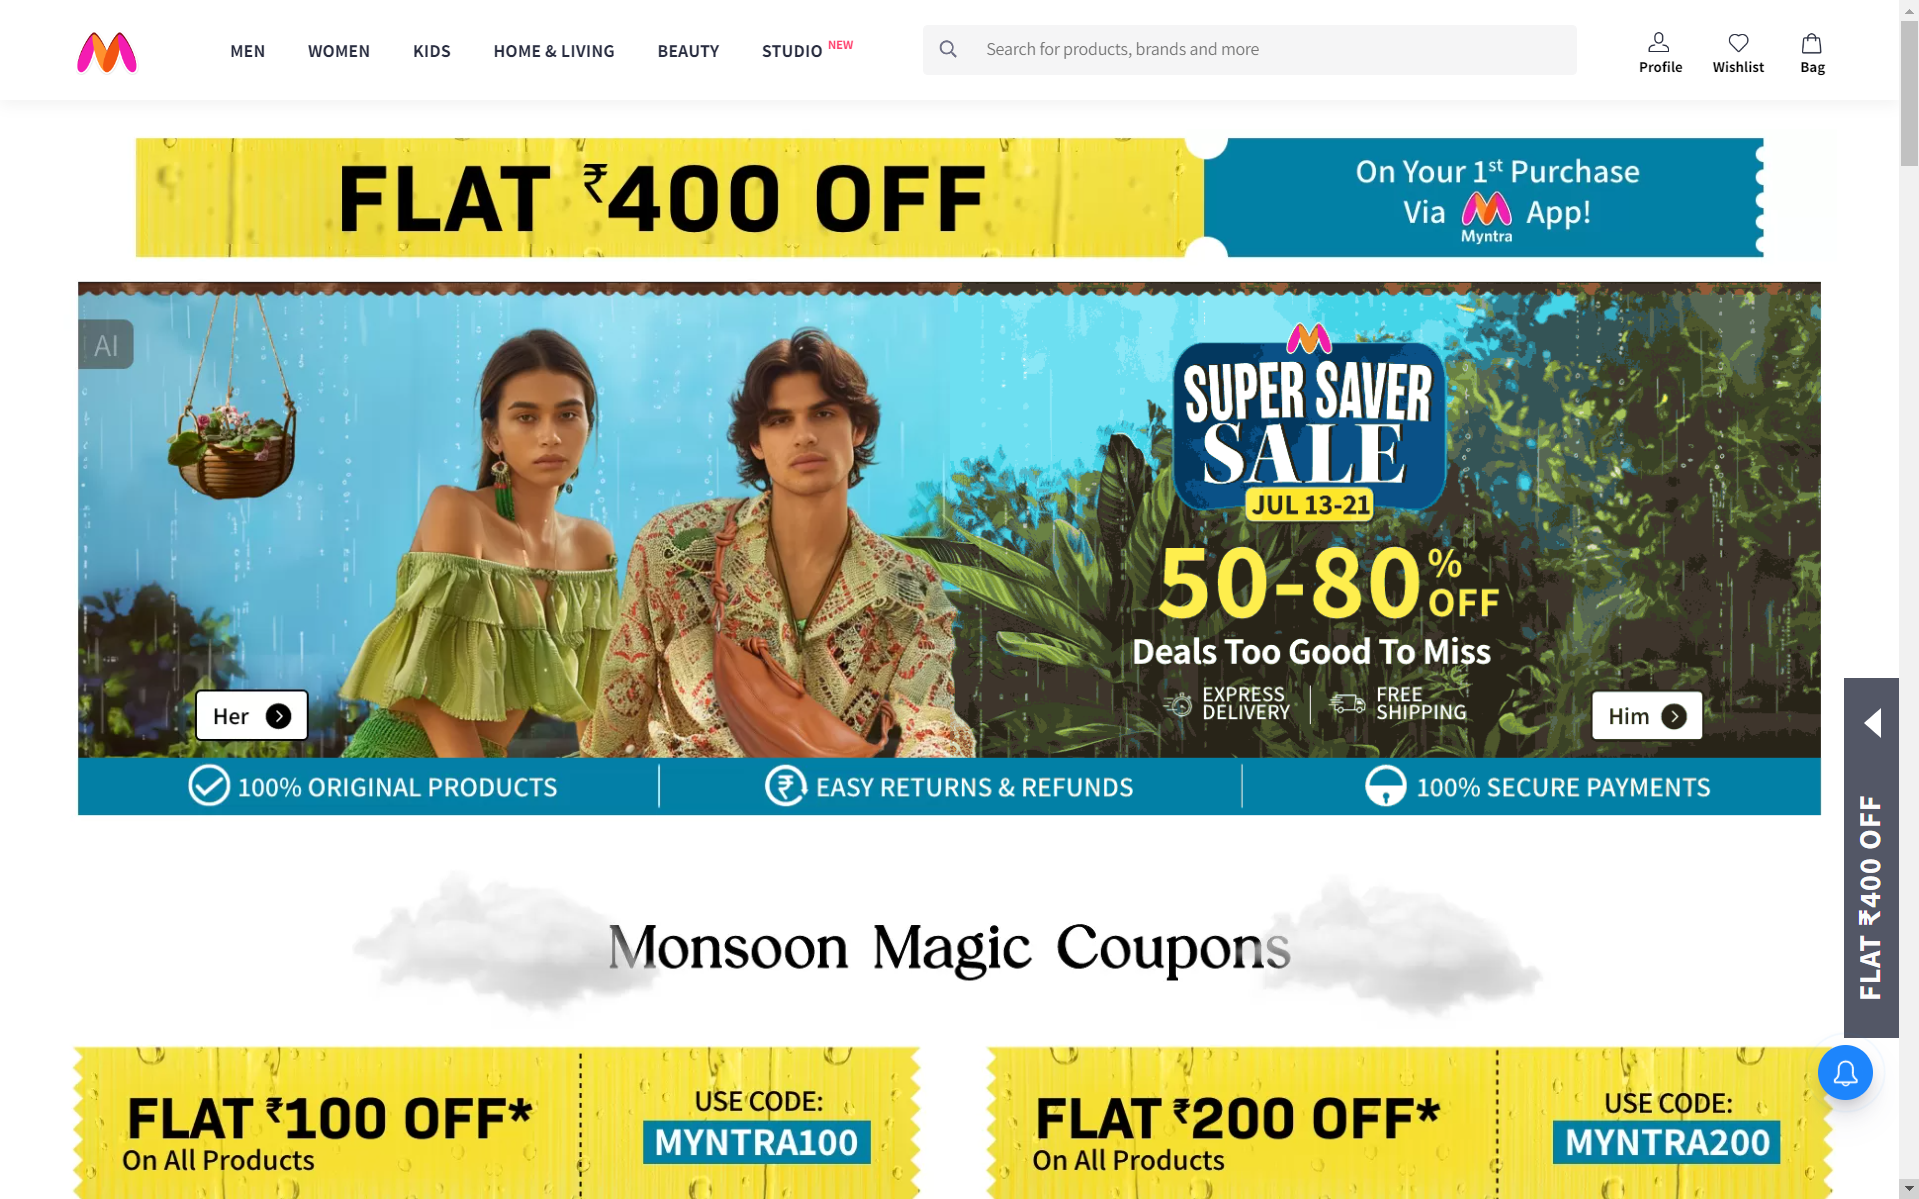 MEN
WOMEN
KIDS
HOME & LIVING
BEAUTY
STUDIO NEW
Search for products, brands and more
Profile
Wishlist
Bag
FLAT ₹400 OFF
On Your 1st Purchase
Via Myntra App!
AI
SUPER SAVER
SALE
JUL 13-21
50-80% OFF
Deals Too Good To Miss
EXPRESS
DELIVERY
FREE
SHIPPING
Her
Him
100% ORIGINAL PRODUCTS
EASY RETURNS & REFUNDS
100% SECURE PAYMENTS
FLAT ₹400 OFF
Monsoon Magic Coupons
FLAT ₹100 OFF*
On All Products
USE CODE:
MYNTRA100
FLAT ₹200 OFF*
On All Products
USE CODE:
MYNTRA200